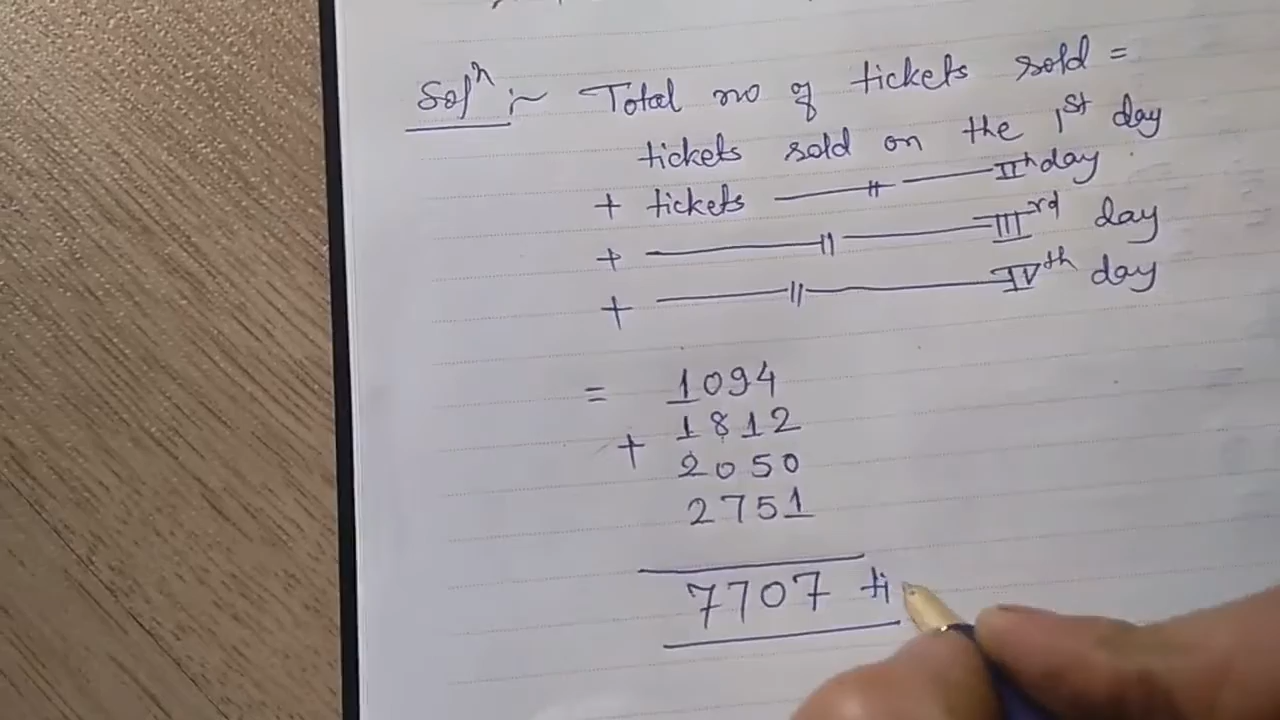 Solⁿ :~ Total no of tickets sold =
tickets sold on the 1st day
+ tickets —〃— IIⁿ day
+ —〃— IIIrd day
+ —〃— IVth day
= 1094
+ 1812
2050
2751
7707 ti